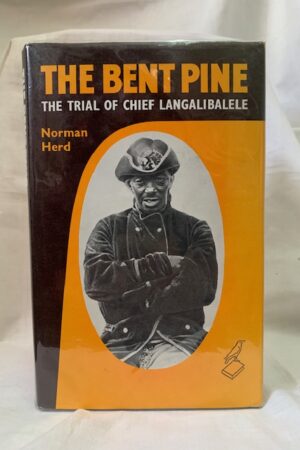 THE BENT PINE
THE TRIAL OF CHIEF LANGALIBALELE
Norman
Herd